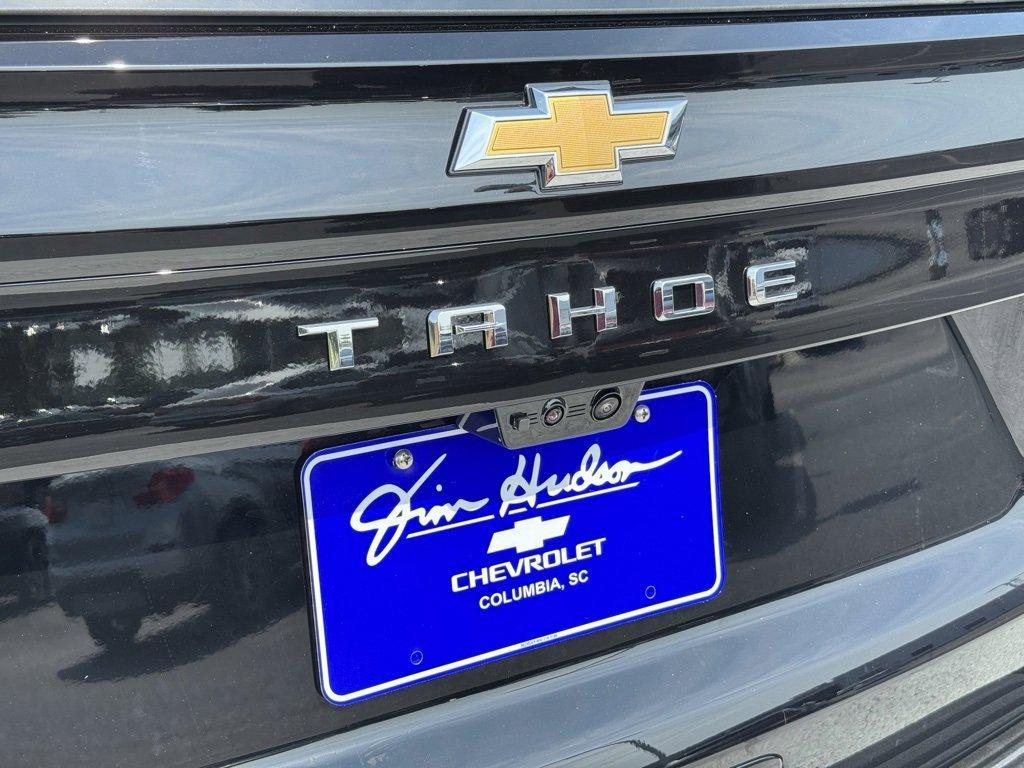 TAHOE
Jim Hudson
CHEVROLET
COLUMBIA, SC